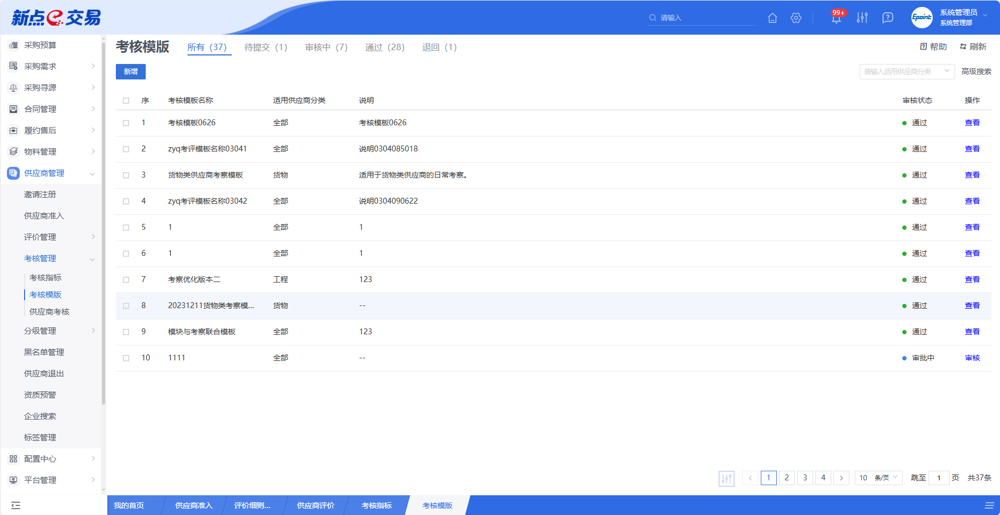 新点e交易
请输入
99+
Epoint
系统管理员
系统管理部
采购预算
采购需求
采购寻源
合同管理
履约售后
物料管理
供应商管理
邀请注册
供应商准入
评价管理
考核管理
考核指标
考核模版
供应商考核
分级管理
黑名单管理
供应商退出
资质预警
企业搜索
标签管理
配置中心
平台管理
考核模版 所有（37） 待提交（1） 审核中（7） 通过（28） 退回（1）
帮助 刷新
新增
请输入适用供应商分类 高级搜索
序 考核模板名称 适用供应商分类 说明 审核状态 操作
1 考核模板0626 全部 考核模板0626 通过 查看
2 zyq考评模板名称03041 全部 说明0304085018 通过 查看
3 货物类供应商考察模板 货物 适用于货物类供应商的日常考察。 通过 查看
4 zyq考评模板名称03042 全部 说明0304090622 通过 查看
5 1 全部 1 通过 查看
6 1 全部 1 通过 查看
7 考察优化版本二 工程 123 通过 查看
8 20231211货物类考察模... 货物 -- 通过 查看
9 模块与考察联合模板 全部 123 通过 查看
10 1111 全部 -- 审批中 审核
1 2 3 4 10 条/页 跳至 1 页 共37条
我的首页 供应商准入 评价细则... 供应商评价 考核指标 考核模版